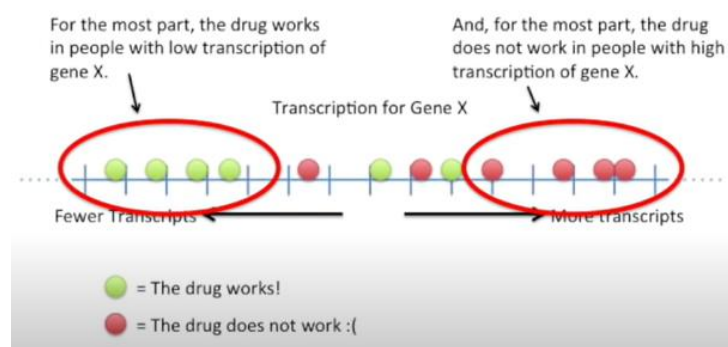 For the most part, the drug works
in people with low transcription of
gene X.
And, for the most part, the drug
does not work in people with high
transcription of gene X.
Transcription for Gene X
Fewer Transcripts
More transcripts
= The drug works!
= The drug does not work :(